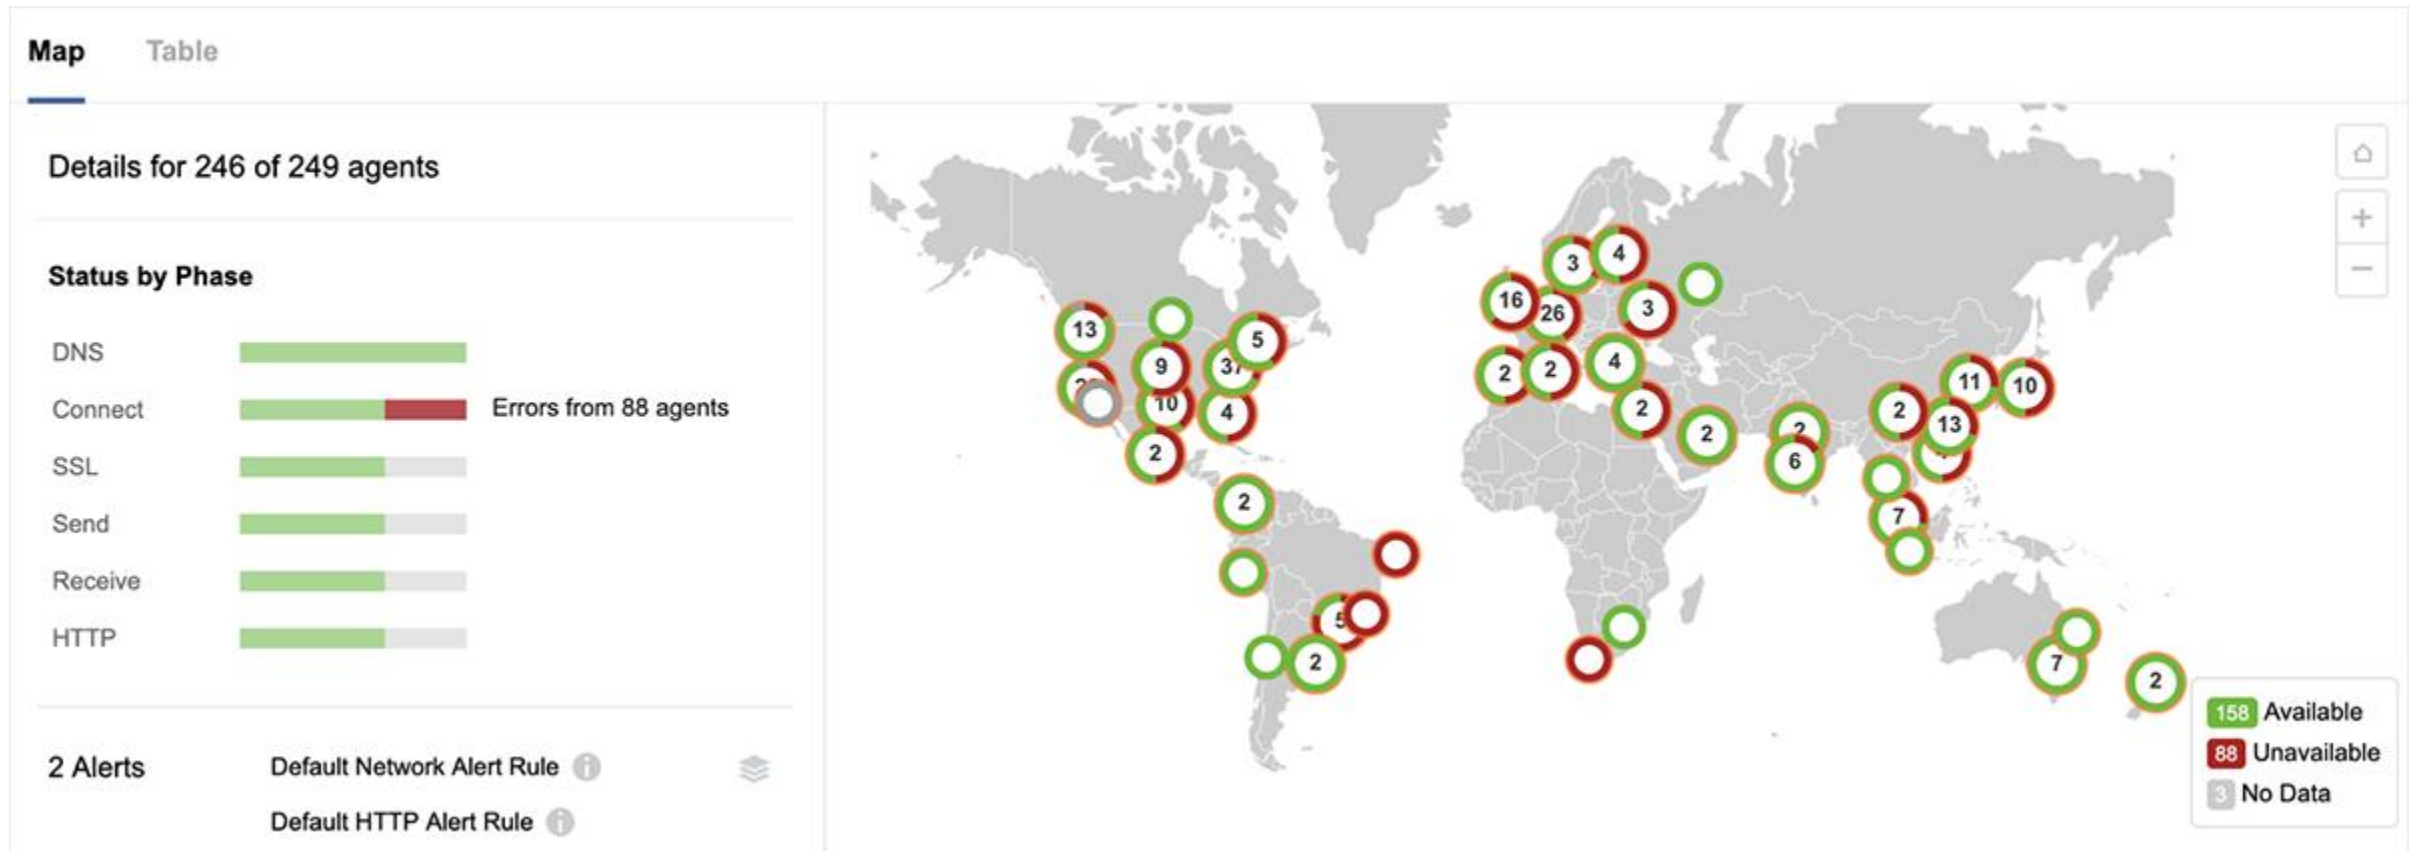 Map Table
Details for 246 of 249 agents
Status by Phase
DNS
Connect Errors from 88 agents
SSL
Send
Receive
HTTP
2 Alerts Default Network Alert Rule
Default HTTP Alert Rule
3 4
16 26 3
13 5
9 37
2 2 4
11 10
10 4
2 2 13
2 2
2 6
2
7
5
2 7
2
158 Available
88 Unavailable
3 No Data